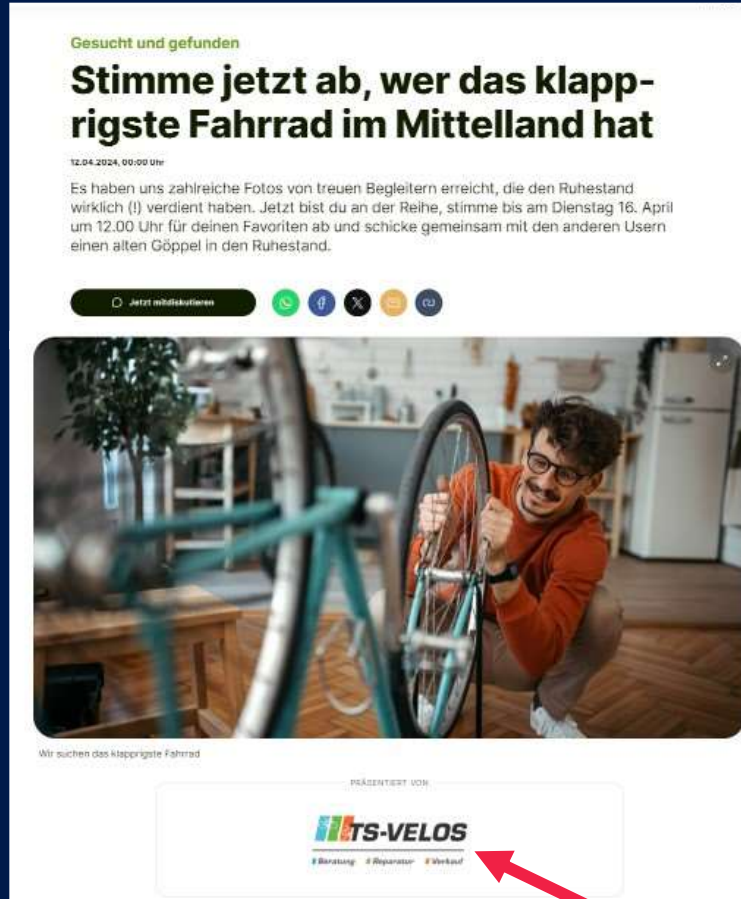 Gesucht und gefunden
Stimme jetzt ab, wer das klapp-
rigste Fahrrad im Mittelland hat
12.04.2024, 00:00 Uhr
Es haben uns zahlreiche Fotos von treuen Begleitern erreicht, die den Ruhestand
wirklich (!) verdient haben. Jetzt bist du an der Reihe, stimme bis am Dienstag 16. April
um 12.00 Uhr für deinen Favoriten ab und schicke gemeinsam mit den anderen Usern
einen alten Göppel in den Ruhestand.
Jetzt mitdiskutieren
Wir suchen das klapprigste Fahrrad
PRÄSENTIERT VON
TS-VELOS
Beratung Reparatur Verkauf